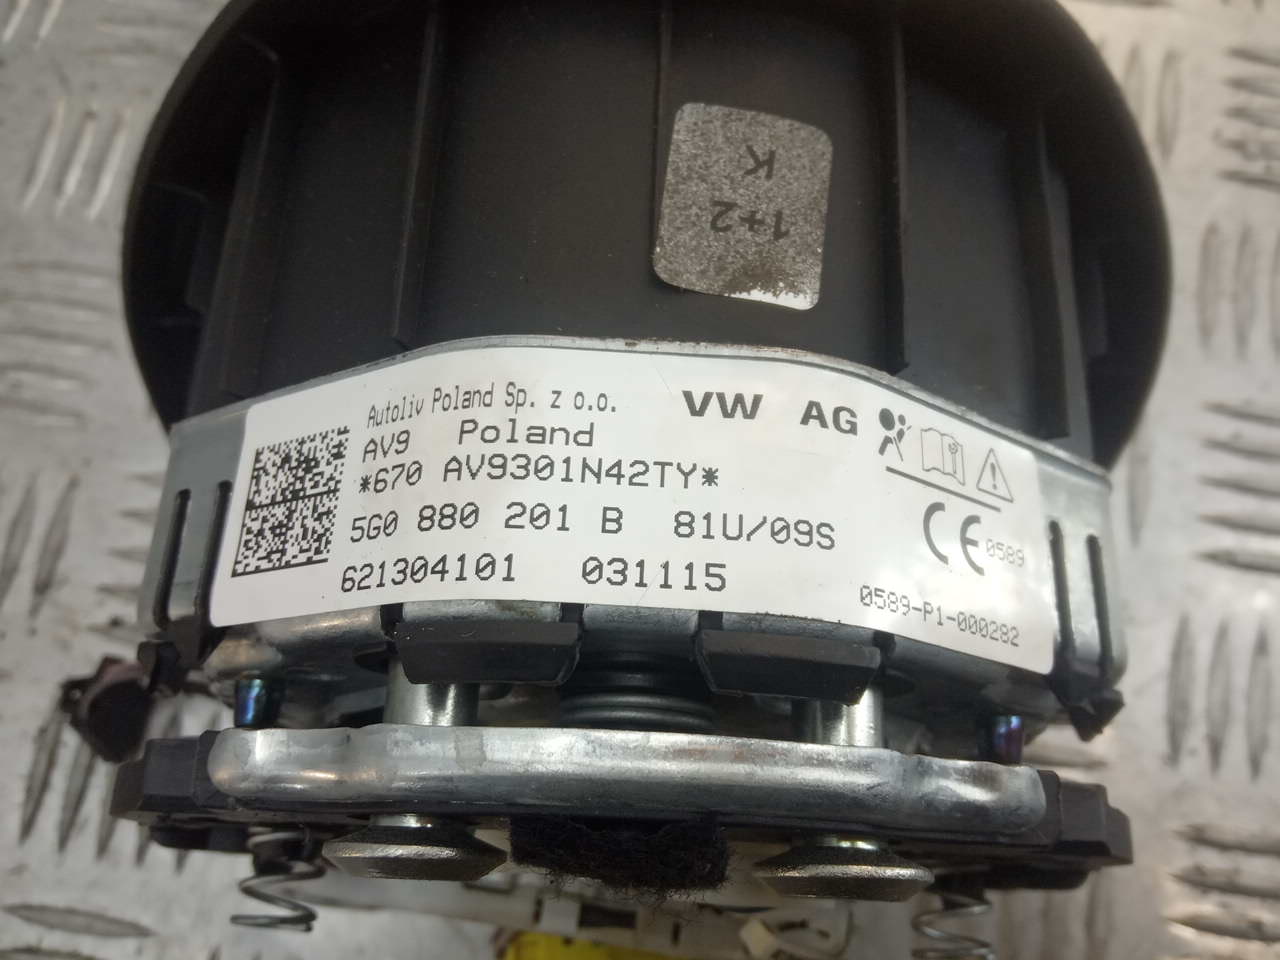 1+2
K
Autoliv Poland Sp. z o.o.
VW AG
AV9 Poland
*670 AV9301N42TY*
5G0 880 201 B 81U/09S
621304101 031115
CE 0589
0589-P1-000282